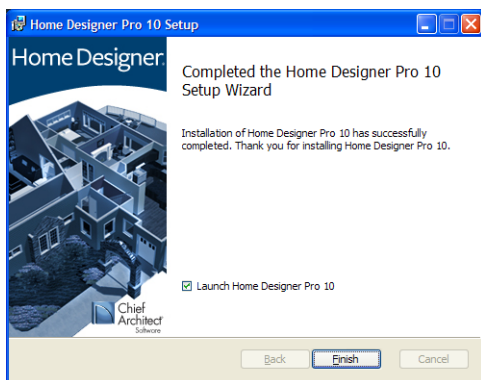 Home Designer Pro 10 Setup
Home Designer.
Completed the Home Designer Pro 10
Setup Wizard
Installation of Home Designer Pro 10 has successfully
completed. Thank you for installing Home Designer Pro 10.
Launch Home Designer Pro 10
Chief
Architect
Software
Back Finish Cancel